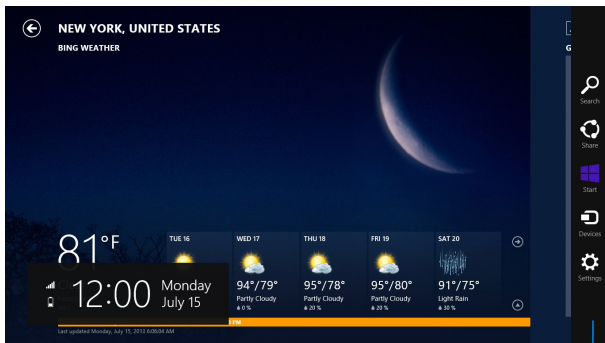 NEW YORK, UNITED STATES
BING WEATHER
Search
Share
Start
Devices
Settings
81°F
TUE 16
WED 17
94°/79°
Partly Cloudy
0 %
THU 18
95°/78°
Partly Cloudy
20 %
FRI 19
95°/80°
Partly Cloudy
20 %
SAT 20
91°/75°
Light Rain
30 %
12:00
Monday
July 15
PM
Last updated Monday, July 15, 2013 6:06:04 AM